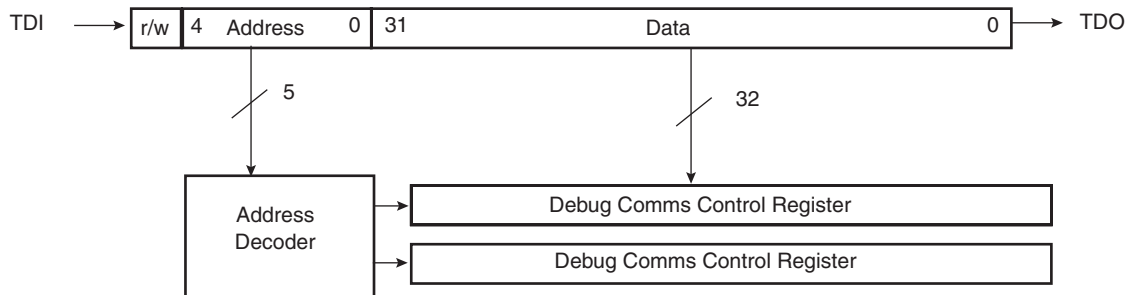 TDI r/w 4 Address 0 31 Data 0 TDO
5
32
Address
Decoder
Debug Comms Control Register
Debug Comms Control Register